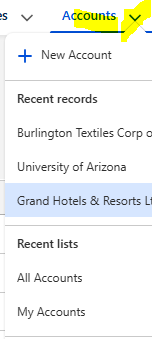 es Accounts
New Account
Recent records
Burlington Textiles Corp o
University of Arizona
Grand Hotels & Resorts Lt
Recent lists
All Accounts
My Accounts